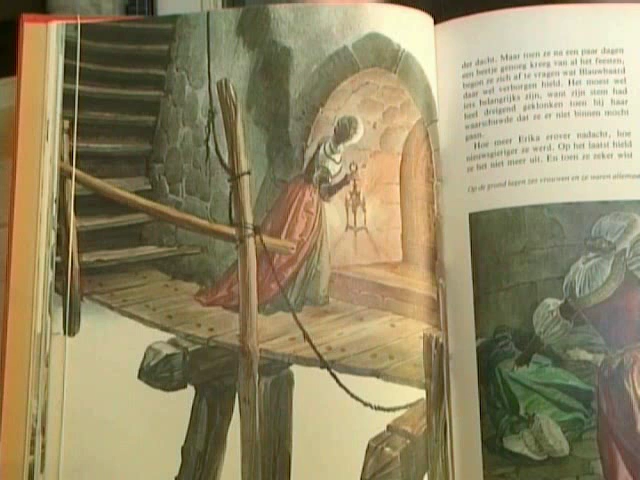 der dacht. Maar toen ze na een paar dagen
een beetje genoeg kreeg van al het feesten,
begon ze zich af te vragen wat Blauwbaard
daar wel verborgen hield. Het moest wel
iets belangrijks zijn, want zijn stem had
heel dreigend geklonken toen hij haar
waarschuwde dat ze er niet binnen mocht
gaan.
Hoe meer Erika erover nadacht, hoe
nieuwsgieriger ze werd. Op het laatst hield
ze het niet meer uit. En toen ze zeker wist
Op de grond lagen zes vrouwen en ze waren allemaal